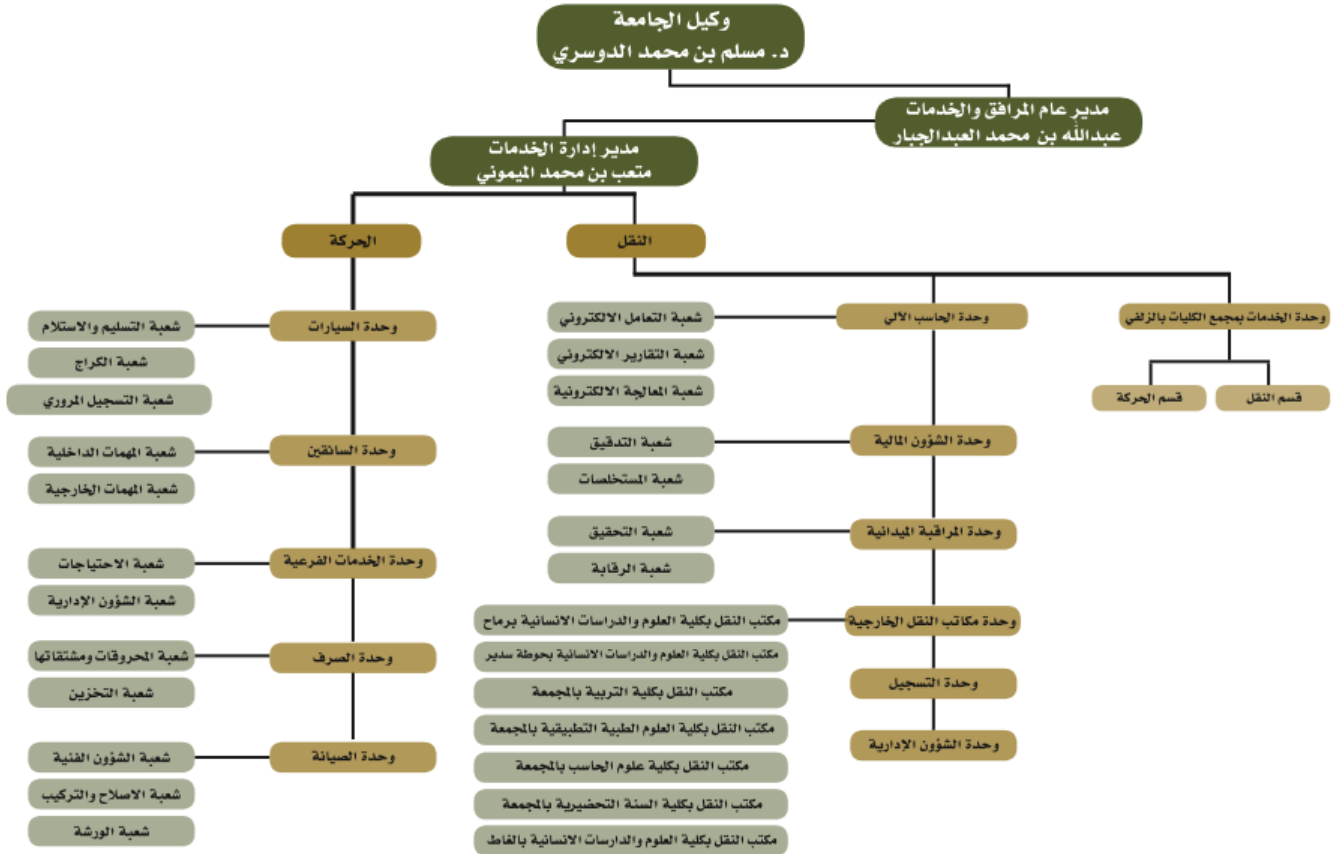 وكيل الجامعة
د. مسلم بن محمد الدوسري
مدير عام المرافق والخدمات
عبدالله بن محمد العبدالجبار
مدير إدارة الخدمات
متعب بن محمد الميموني
النقل
الحركة
وحدة الخدمات بمجمع الكليات بالزلفي
قسم النقل
قسم الحركة
وحدة الحاسب الآلي
شعبة التعامل الالكتروني
شعبة التقارير الالكتروني
شعبة المعالجة الالكترونية
وحدة الشؤون المالية
شعبة التدقيق
شعبة المستخلصات
وحدة المراقبة الميدانية
شعبة التحقيق
شعبة الرقابة
وحدة مكاتب النقل الخارجية
مكتب النقل بكلية العلوم والدراسات الانسانية برماح
مكتب النقل بكلية العلوم والدراسات الانسانية بحوطة سدير
مكتب النقل بكلية التربية بالمجمعة
مكتب النقل بكلية العلوم الطبية التطبيقية بالمجمعة
مكتب النقل بكلية علوم الحاسب بالمجمعة
مكتب النقل بكلية السنة التحضيرية بالمجمعة
مكتب النقل بكلية العلوم والدارسات الانسانية بالغاط
وحدة التسجيل
وحدة الشؤون الإدارية
وحدة السيارات
شعبة التسليم والاستلام
شعبة الكراج
شعبة التسجيل المروري
وحدة السائقين
شعبة المهمات الداخلية
شعبة المهمات الخارجية
وحدة الخدمات الفرعية
شعبة الاحتياجات
شعبة الشؤون الإدارية
وحدة الصرف
شعبة المحروقات ومشتقاتها
شعبة التخزين
وحدة الصيانة
شعبة الشؤون الفنية
شعبة الاصلاح والتركيب
شعبة الورشة